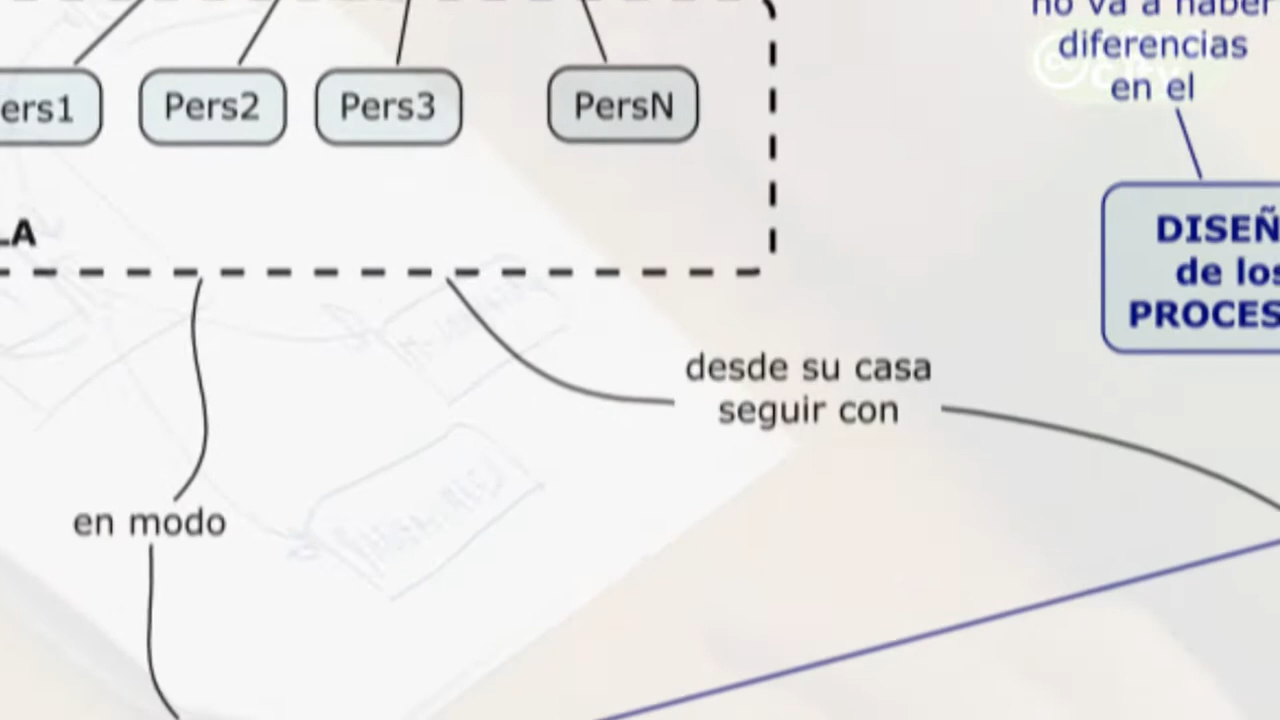 no va a haber
diferencias
en el
ers1
Pers2
Pers3
PersN
LA
DISEÑ
de los
PROCES
desde su casa
seguir con
en modo